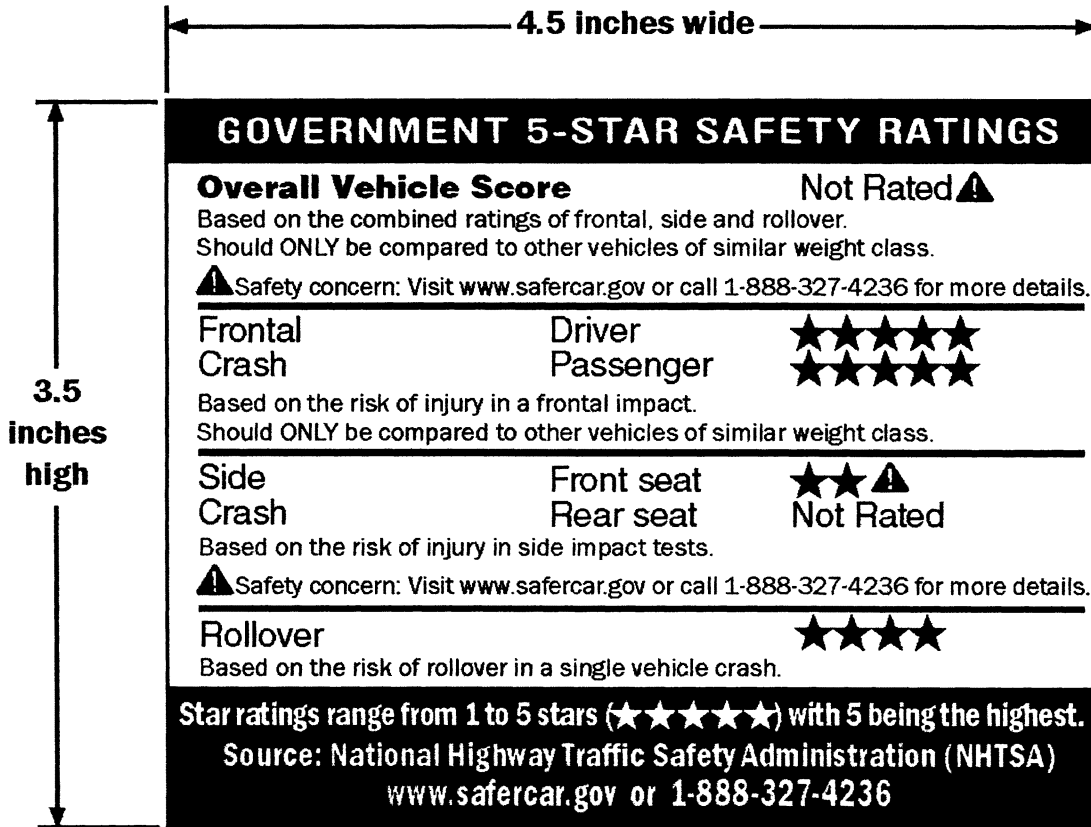 4.5 inches wide
GOVERNMENT 5-STAR SAFETY RATINGS
Overall Vehicle Score Not Rated
Based on the combined ratings of frontal, side and rollover.
Should ONLY be compared to other vehicles of similar weight class.
Safety concern: Visit www.safercar.gov or call 1-888-327-4236 for more details.
Frontal Driver ★★★★★
Crash Passenger ★★★★★
Based on the risk of injury in a frontal impact.
Should ONLY be compared to other vehicles of similar weight class.
3.5
inches
high
Side Front seat ★★
Crash Rear seat Not Rated
Based on the risk of injury in side impact tests.
Safety concern: Visit www.safercar.gov or call 1-888-327-4236 for more details.
Rollover ★★★★
Based on the risk of rollover in a single vehicle crash.
Star ratings range from 1 to 5 stars (★★★★★) with 5 being the highest.
Source: National Highway Traffic Safety Administration (NHTSA)
www.safercar.gov or 1-888-327-4236